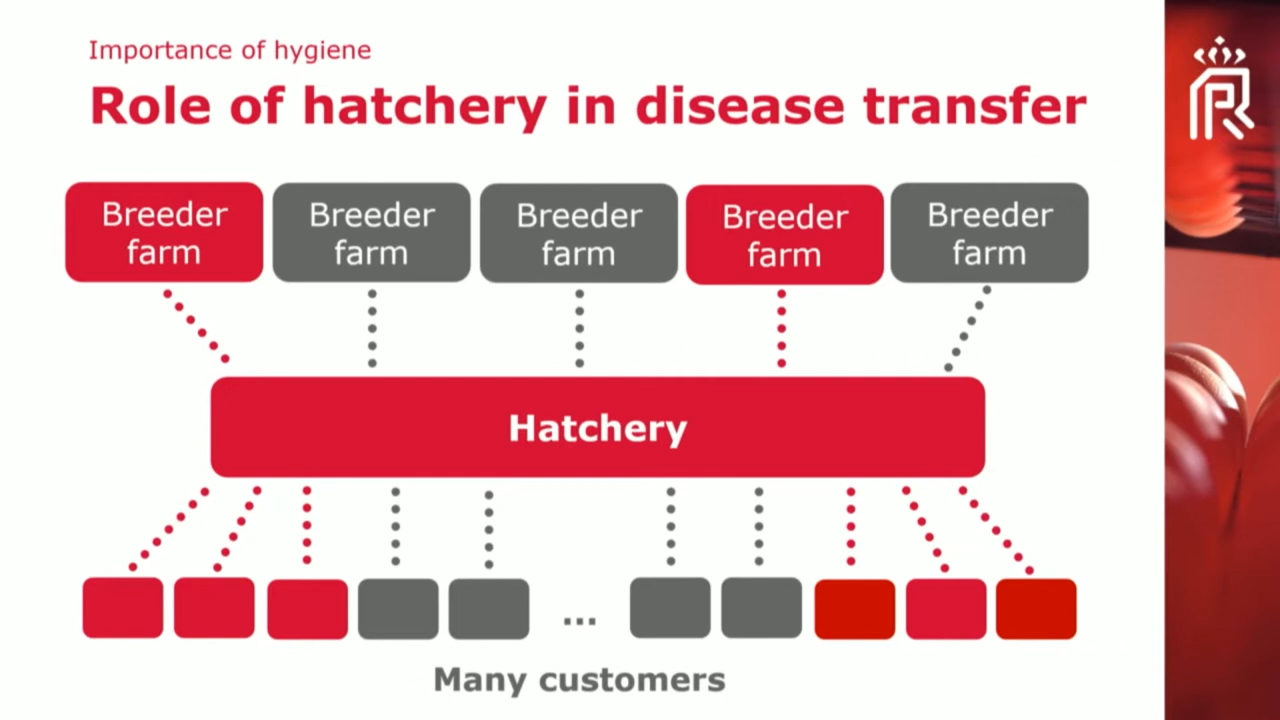 Importance of hygiene
Role of hatchery in disease transfer
Breeder
farm
Breeder
farm
Breeder
farm
Breeder
farm
Breeder
farm
Hatchery
...
Many customers